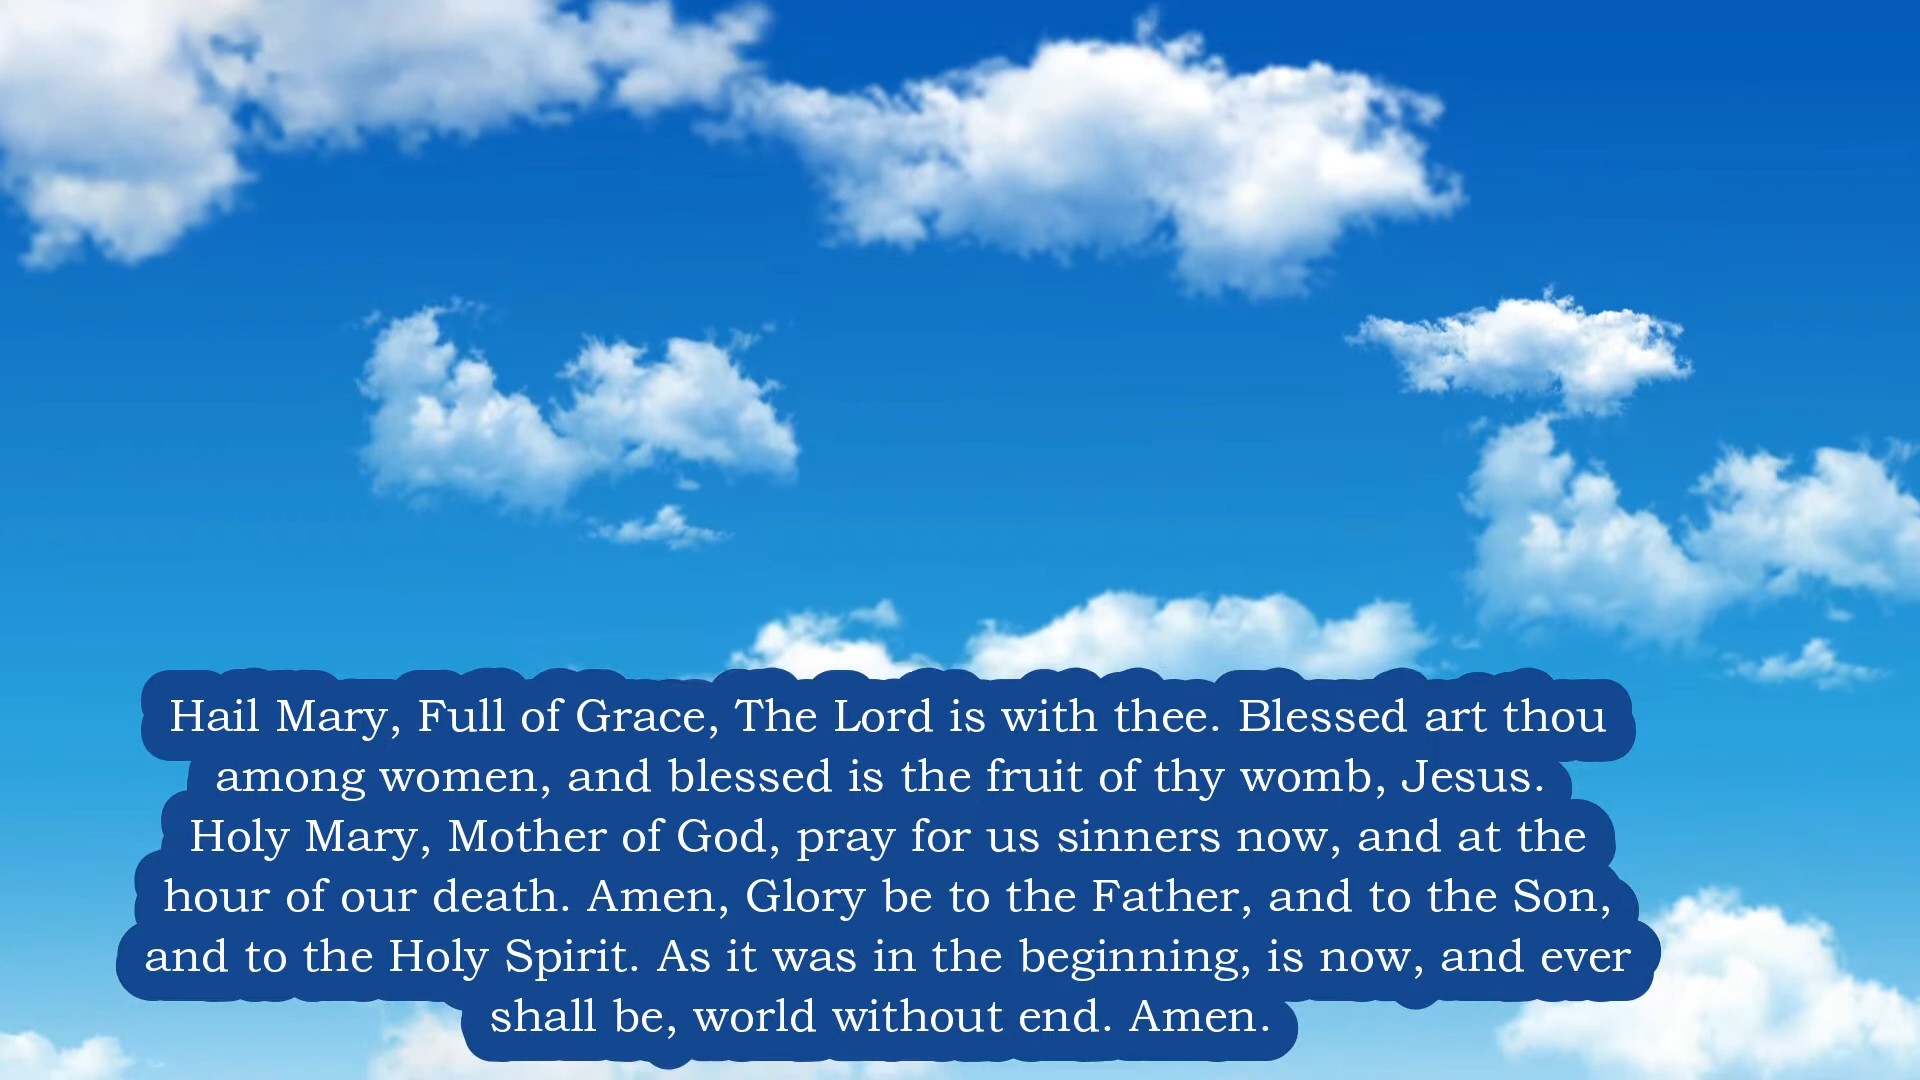 Hail Mary, Full of Grace, The Lord is with thee. Blessed art thou
among women, and blessed is the fruit of thy womb, Jesus.
Holy Mary, Mother of God, pray for us sinners now, and at the
hour of our death. Amen, Glory be to the Father, and to the Son,
and to the Holy Spirit. As it was in the beginning, is now, and ever
shall be, world without end. Amen.